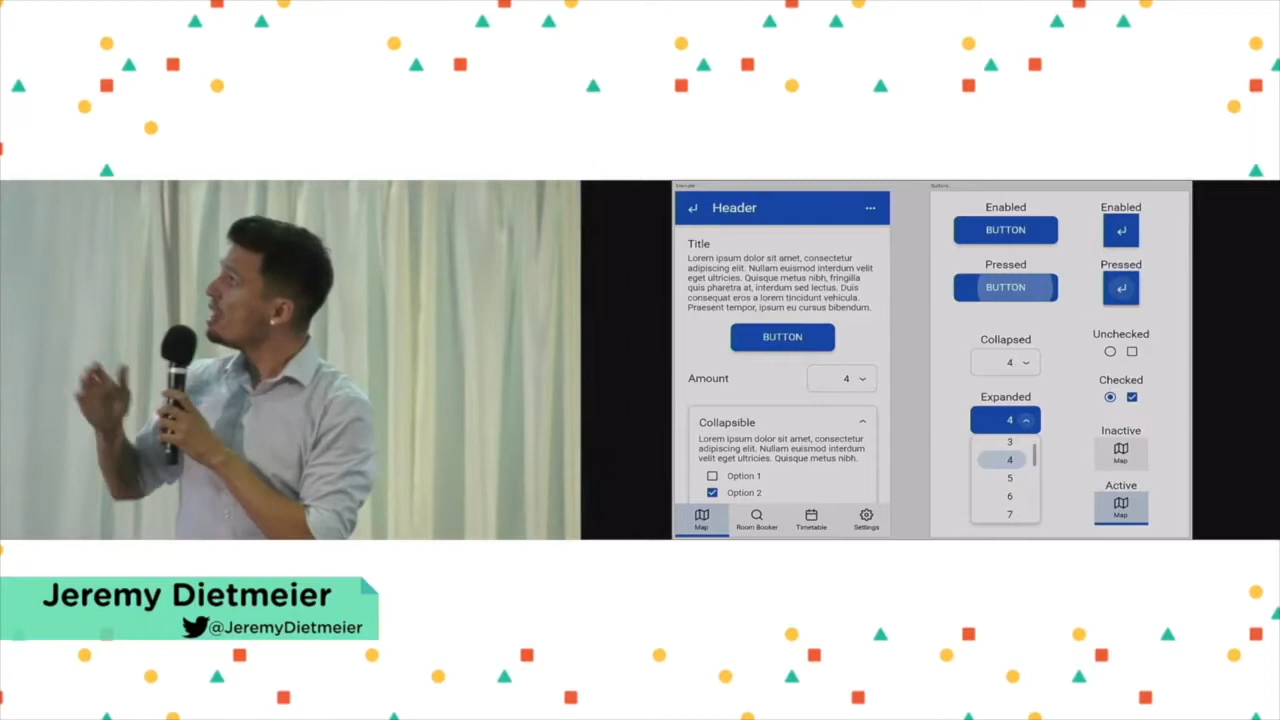 Example
Header
Title
Lorem ipsum dolor sit amet, consectetur
adipiscing elit. Nullam euismod interdum velit
eget ultricies. Quisque metus nibh, fringilla
quis pharetra at, interdum sed lectus. Duis
consequat eros a lorem tincidunt vehicula.
Praesent tempor, ipsum eu cursus bibendum.
BUTTON
Amount
4
Collapsible
Lorem ipsum dolor sit amet, consectetur
adipiscing elit. Nullam euismod interdum
velit eget ultricies. Quisque metus nibh.
Option 1
Option 2
Map
Room Booker
Timetable
Settings
Buttons
Enabled
BUTTON
Pressed
BUTTON
Collapsed
4
Expanded
4
3
4
5
6
7
Enabled
Pressed
Unchecked
Checked
Inactive
Map
Active
Map
Jeremy Dietmeier
@JeremyDietmeier